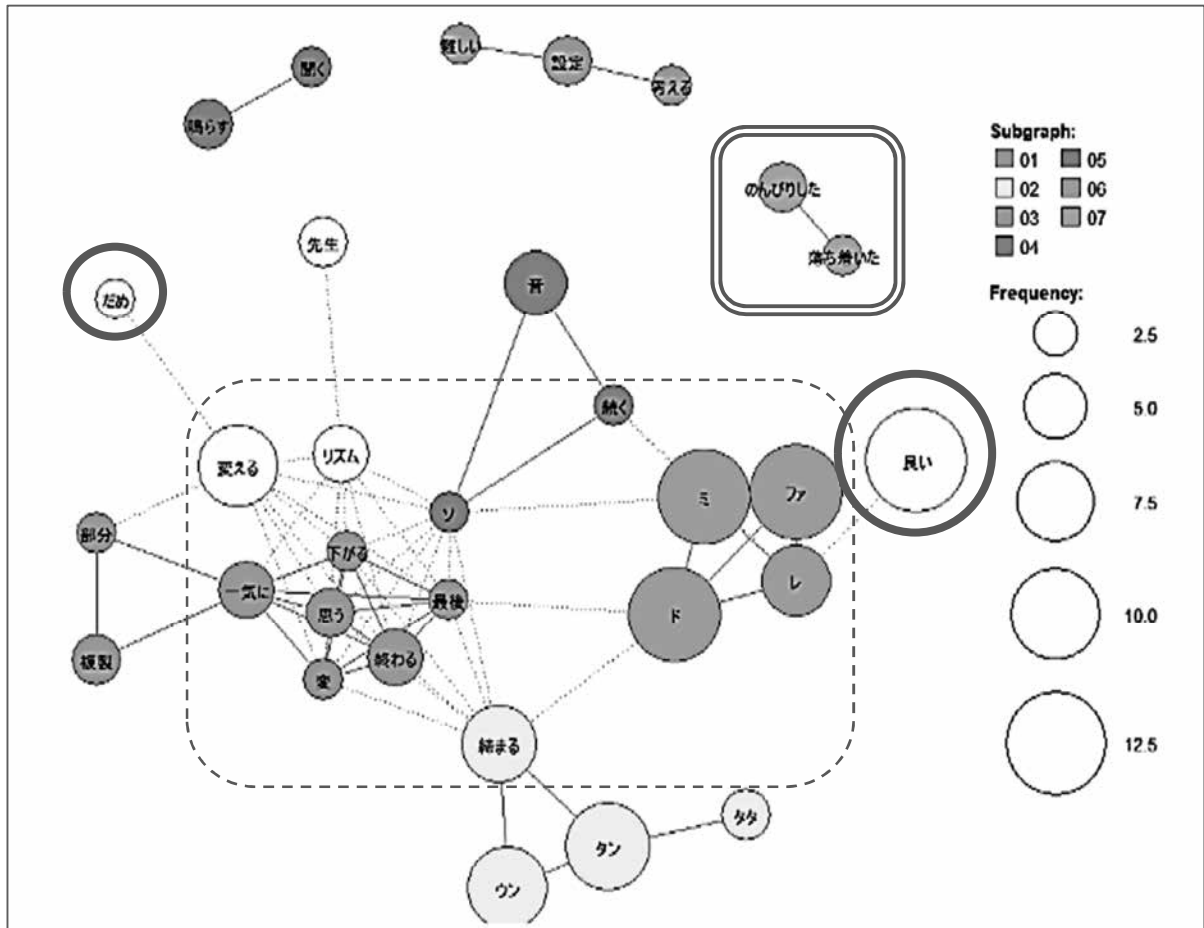 難しい
設定
考える
聞く
鳴らす
Subgraph:
01 05
02 06
03 07
04
のんびりした
落ち着いた
先生
音
だめ
Frequency:
2.5
5.0
7.5
10.0
12.5
続く
変える
リズム
良い
ミ
ファ
ソ
部分
下がる
一気に
思う
最後
レ
ド
複製
変
終わる
結まる
タタ
タン
ウン